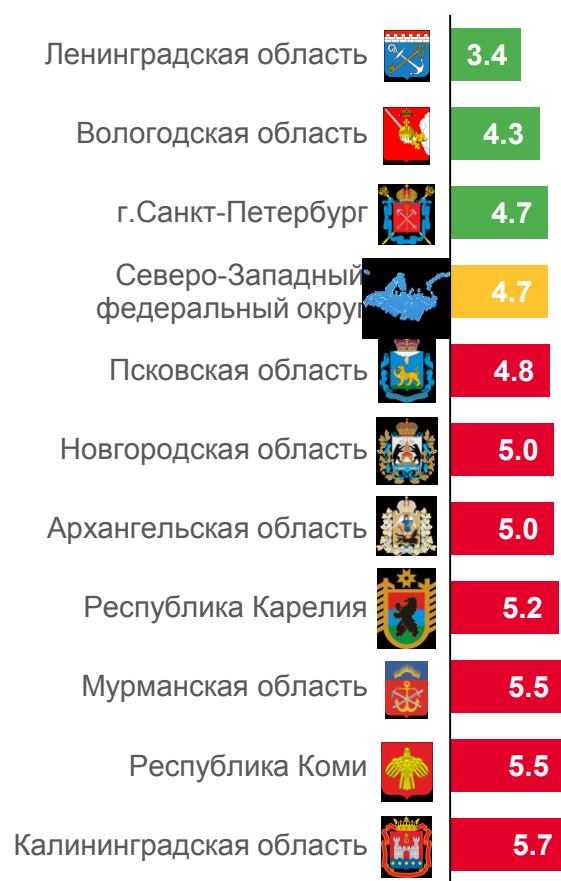 Ленинградская область 3.4
Вологодская область 4.3
г.Санкт-Петербург 4.7
Северо-Западный
федеральный округ 4.7
Псковская область 4.8
Новгородская область 5.0
Архангельская область 5.0
Республика Карелия 5.2
Мурманская область 5.5
Республика Коми 5.5
Калининградская область 5.7